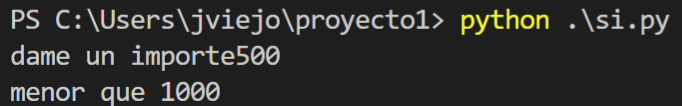 PS C:\Users\jviejo\proyecto1> python .\si.py
dame un importe500
menor que 1000